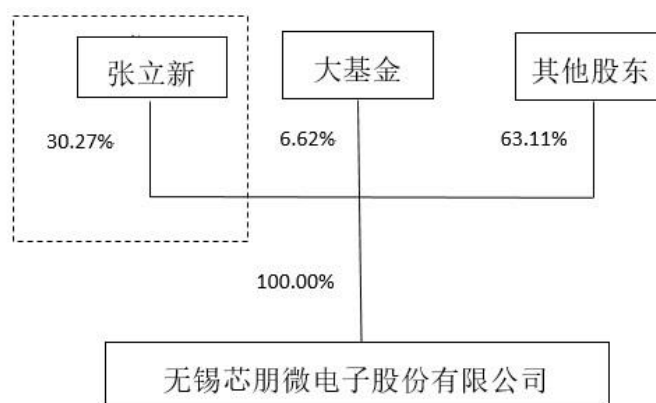 张立新
大基金
其他股东
30.27%
6.62%
63.11%
100.00%
无锡芯朋微电子股份有限公司